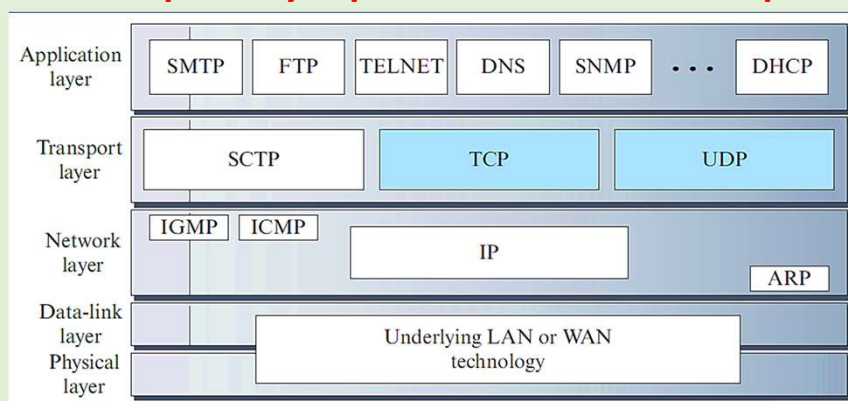 Application
layer
SMTP
FTP
TELNET
DNS
SNMP
• • •
DHCP
Transport
layer
SCTP
TCP
UDP
Network
layer
IGMP
ICMP
IP
ARP
Data-link
layer
Physical
layer
Underlying LAN or WAN
technology